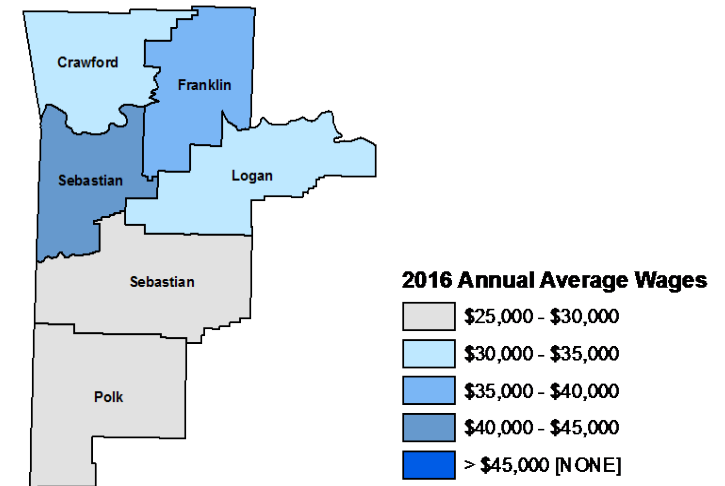 Crawford
Franklin
Sebastian
Logan
Sebastian
Polk
2016 Annual Average Wages
$25,000 - $30,000
$30,000 - $35,000
$35,000 - $40,000
$40,000 - $45,000
> $45,000 [NONE]